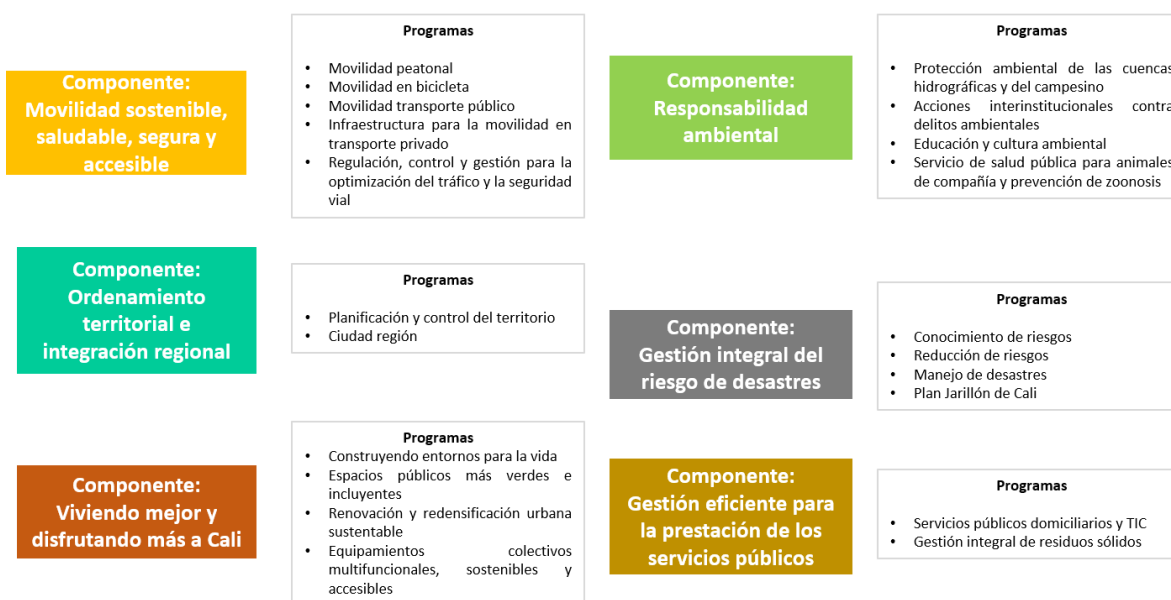 Componente:
Movilidad sostenible,
saludable, segura y
accesible
Programas
• Movilidad peatonal
• Movilidad en bicicleta
• Movilidad transporte público
• Infraestructura para la movilidad en
transporte privado
• Regulación, control y gestión para la
optimización del tráfico y la seguridad
vial
Componente:
Responsabilidad
ambiental
Programas
• Protección ambiental de las cuencas
hidrográficas y del campesino
• Acciones interinstitucionales contra
delitos ambientales
• Educación y cultura ambiental
• Servicio de salud pública para animales
de compañía y prevención de zoonosis
Componente:
Ordenamiento
territorial e
integración regional
Programas
• Planificación y control del territorio
• Ciudad región
Componente:
Gestión integral del
riesgo de desastres
Programas
• Conocimiento de riesgos
• Reducción de riesgos
• Manejo de desastres
• Plan Jarillón de Cali
Componente:
Viviendo mejor y
disfrutando más a Cali
Programas
• Construyendo entornos para la vida
• Espacios públicos más verdes e
incluyentes
• Renovación y redensificación urbana
sustentable
• Equipamientos colectivos
multifuncionales, sostenibles y
accesibles
Componente:
Gestión eficiente para
la prestación de los
servicios públicos
Programas
• Servicios públicos domiciliarios y TIC
• Gestión integral de residuos sólidos